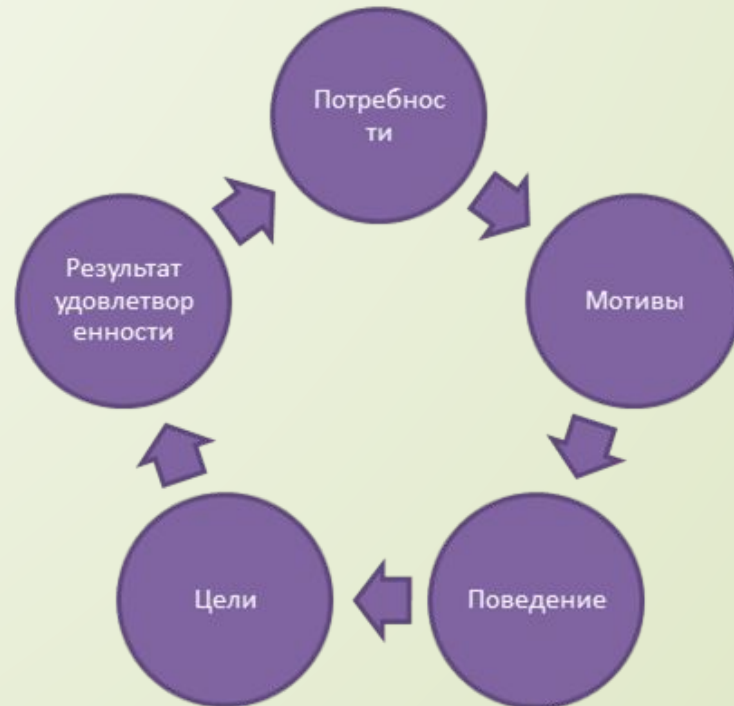 Потребнос
ти
Мотивы
Поведение
Цели
Результат
удовлетвор
енности